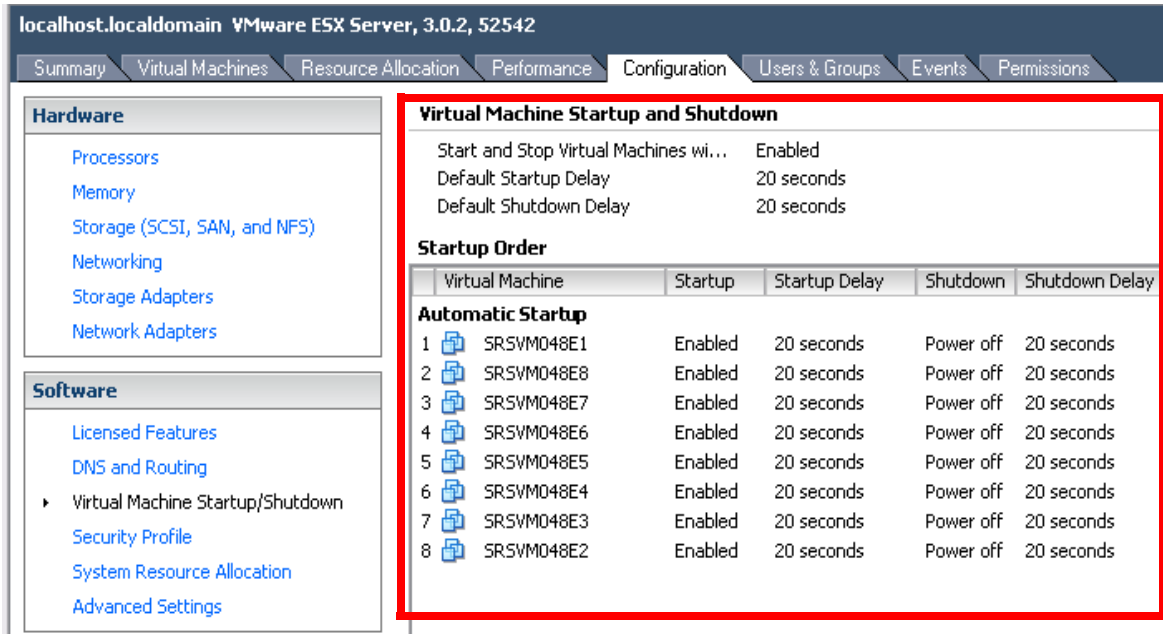 localhost.localdomain VMware ESX Server, 3.0.2, 52542
Summary Virtual Machines Resource Allocation Performance Configuration Users & Groups Events Permissions
Hardware
Processors
Memory
Storage (SCSI, SAN, and NFS)
Networking
Storage Adapters
Network Adapters
Software
Licensed Features
DNS and Routing
Virtual Machine Startup/Shutdown
Security Profile
System Resource Allocation
Advanced Settings
Virtual Machine Startup and Shutdown
Start and Stop Virtual Machines wi... Enabled
Default Startup Delay 20 seconds
Default Shutdown Delay 20 seconds
Startup Order
Virtual Machine Startup Startup Delay Shutdown Shutdown Delay
Automatic Startup
1 SRSVM048E1 Enabled 20 seconds Power off 20 seconds
2 SRSVM048E8 Enabled 20 seconds Power off 20 seconds
3 SRSVM048E7 Enabled 20 seconds Power off 20 seconds
4 SRSVM048E6 Enabled 20 seconds Power off 20 seconds
5 SRSVM048E5 Enabled 20 seconds Power off 20 seconds
6 SRSVM048E4 Enabled 20 seconds Power off 20 seconds
7 SRSVM048E3 Enabled 20 seconds Power off 20 seconds
8 SRSVM048E2 Enabled 20 seconds Power off 20 seconds